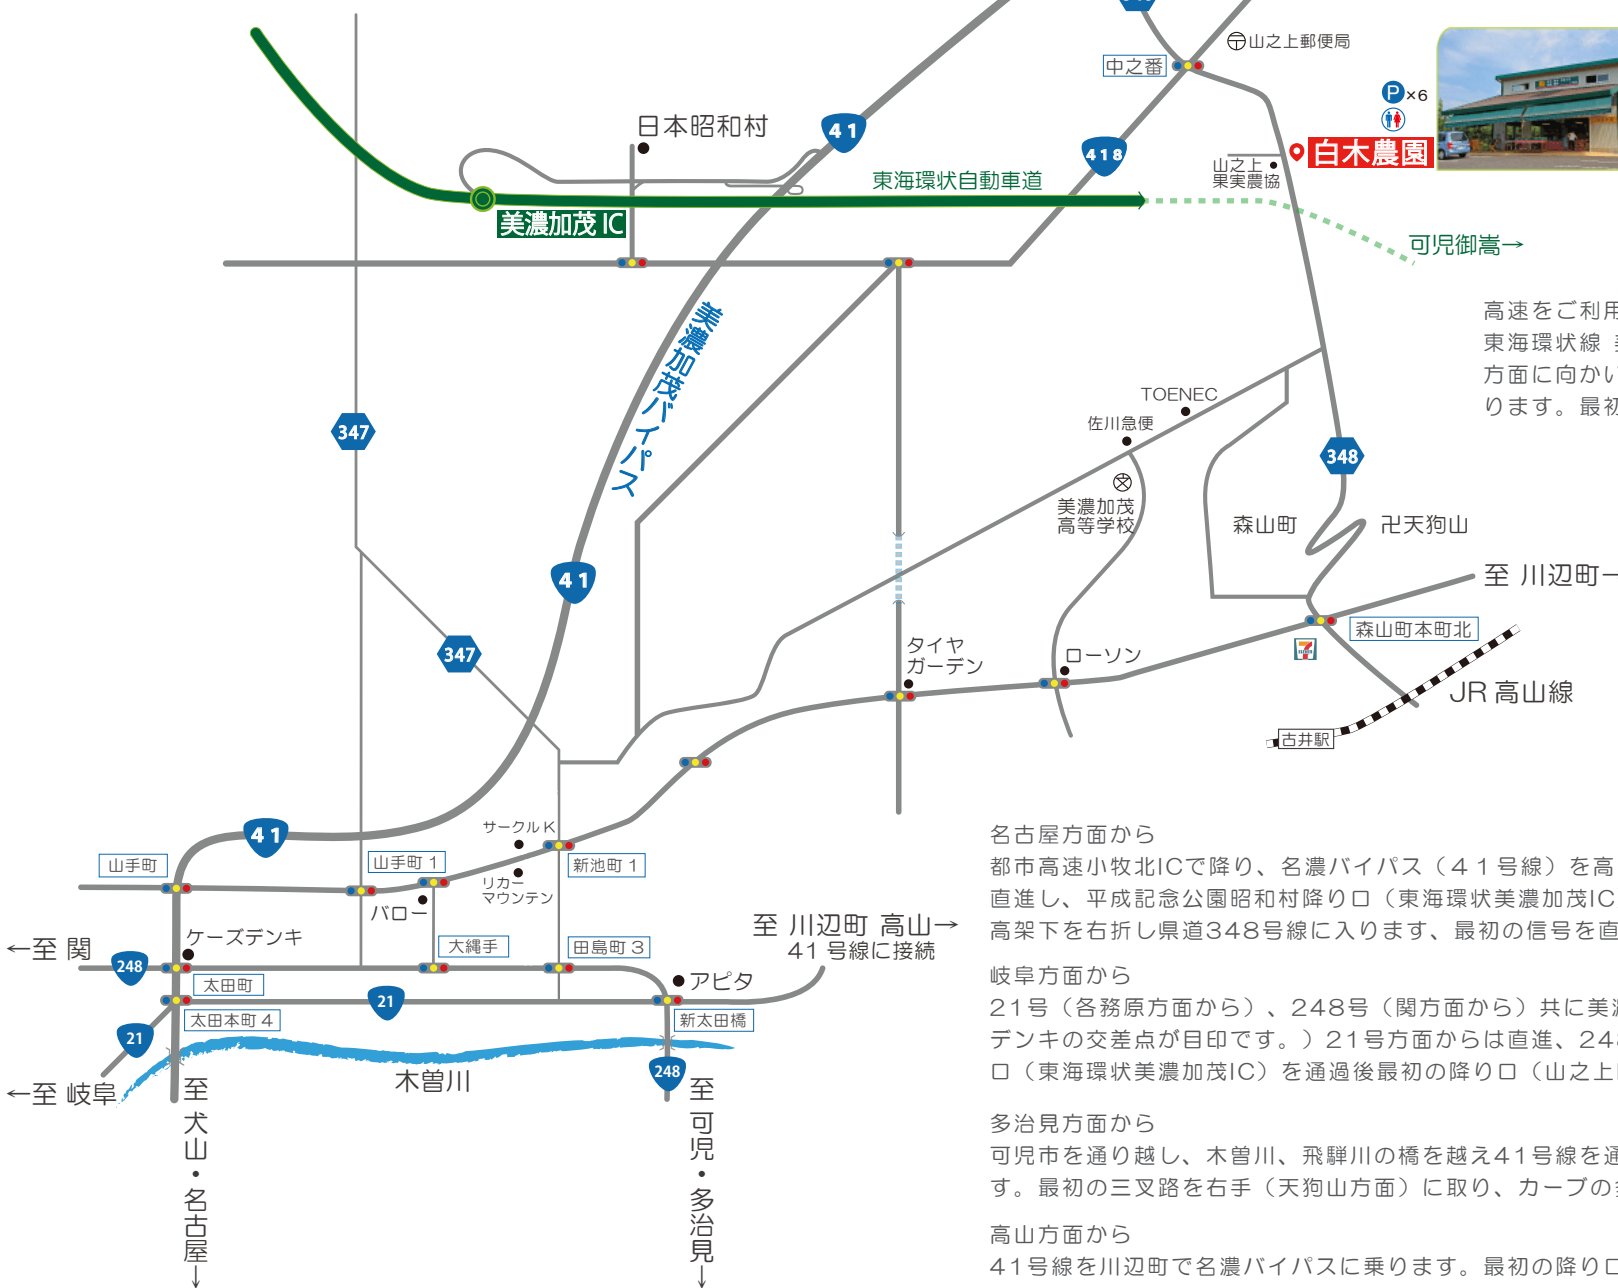 山之上郵便局
中之番
P×6
日本昭和村
41
418
白木農園
山之上
果実農協
東海環状自動車道
美濃加茂 IC
可児御嵩→
美濃加茂バイパス
高速をご利用
東海環状線
方面に向かい
ります。最初
TOENEC
佐川急便
347
348
美濃加茂
高等学校
森山町
卍天狗山
41
至 川辺町→
森山町本町北
タイヤ
ガーデン
ローソン
347
JR 高山線
古井駅
41
サークルK
山手町
山手町 1
新池町 1
リカー
マウンテン
バロー
名古屋方面から
都市高速小牧北ICで降り、名濃バイパス（41号線）を高
直進し、平成記念公園昭和村降り口（東海環状美濃加茂IC
高架下を右折し県道348号線に入ります、最初の信号を直
至 川辺町 高山→
41 号線に接続
←至 関
ケーズデンキ
大縄手
田島町 3
248
太田町
アピタ
21
太田本町 4
新太田橋
21
248
木曽川
←至 岐阜
至 犬山・名古屋↓
至 可児・多治見↓
岐阜方面から
21号（各務原方面から）、248号（関方面から）共に美濃
デンキの交差点が目印です。）21号方面からは直進、248
口（東海環状美濃加茂IC）を通過後最初の降り口（山之上
多治見方面から
可児市を通り越し、木曽川、飛騨川の橋を越え41号線を通
す。最初の三叉路を右手（天狗山方面）に取り、カーブの
高山方面から
41号線を川辺町で名濃バイパスに乗ります。最初の降り口